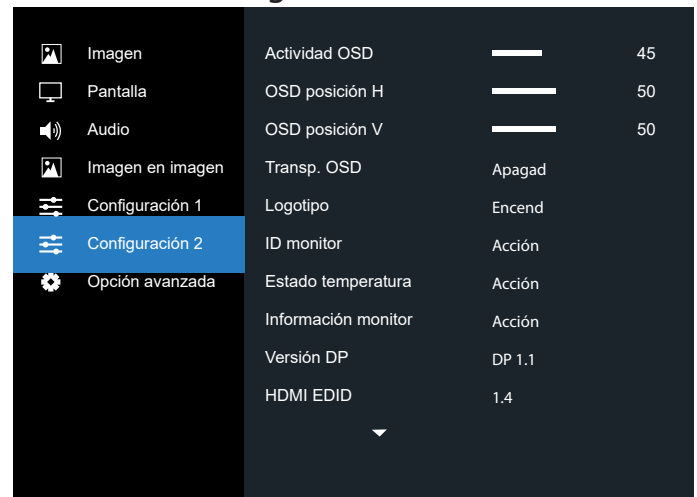 Imagen
Pantalla
Audio
Imagen en imagen
Configuración 1
Configuración 2
Opción avanzada
Actividad OSD 45
OSD posición H 50
OSD posición V 50
Transp. OSD Apagad
Logotipo Encend
ID monitor Acción
Estado temperatura Acción
Información monitor Acción
Versión DP DP 1.1
HDMI EDID 1.4